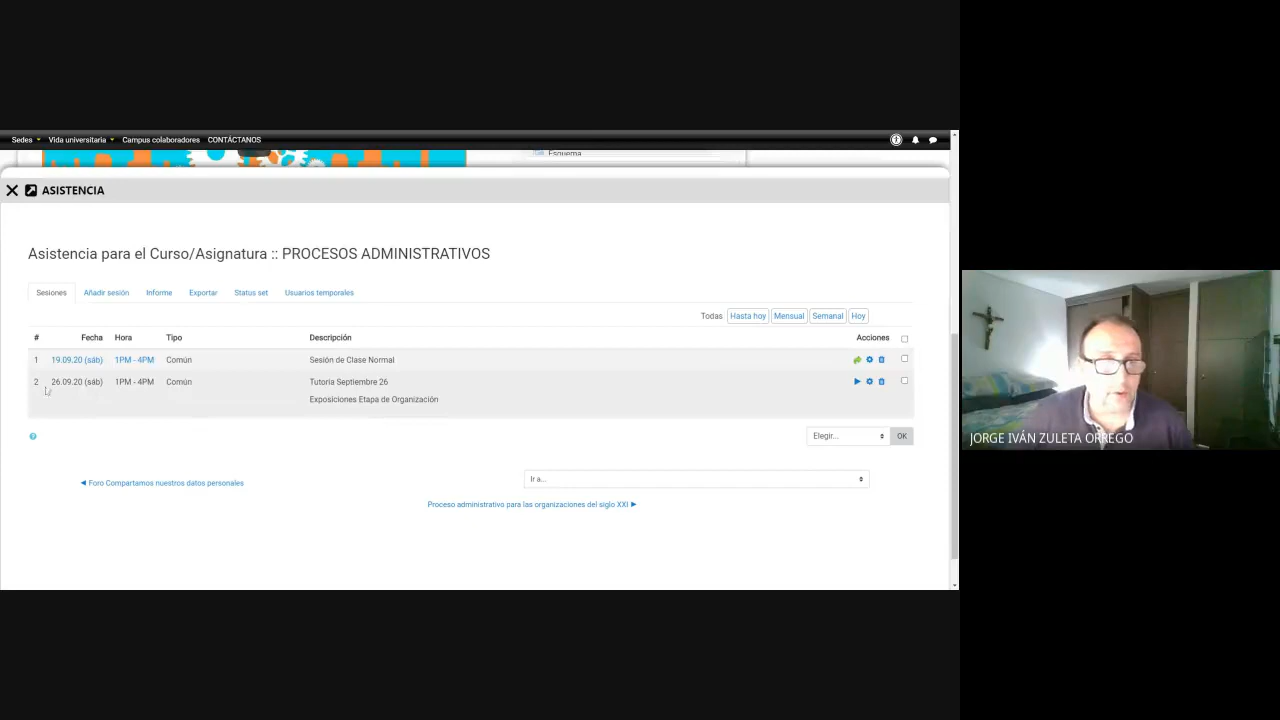 Sedes Vida universitaria Campus colaboradores CONTÁCTANOS
Esquema
ASISTENCIA
Asistencia para el Curso/Asignatura :: PROCESOS ADMINISTRATIVOS
Sesiones Añadir sesión Informe Exportar Status set Usuarios temporales
Todas Hasta hoy Mensual Semanal Hoy
# Fecha Hora Tipo Descripción Acciones
1 19.09.20 (sáb) 1PM - 4PM Común Sesión de Clase Normal
2 26.09.20 (sáb) 1PM - 4PM Común Tutoria Septiembre 26
Exposiciones Etapa de Organización
Elegir... OK
◀ Foro Compartamos nuestros datos personales Ir a...
Proceso administrativo para las organizaciones del siglo XXI ▶
JORGE IVÁN ZULETA ORREGO